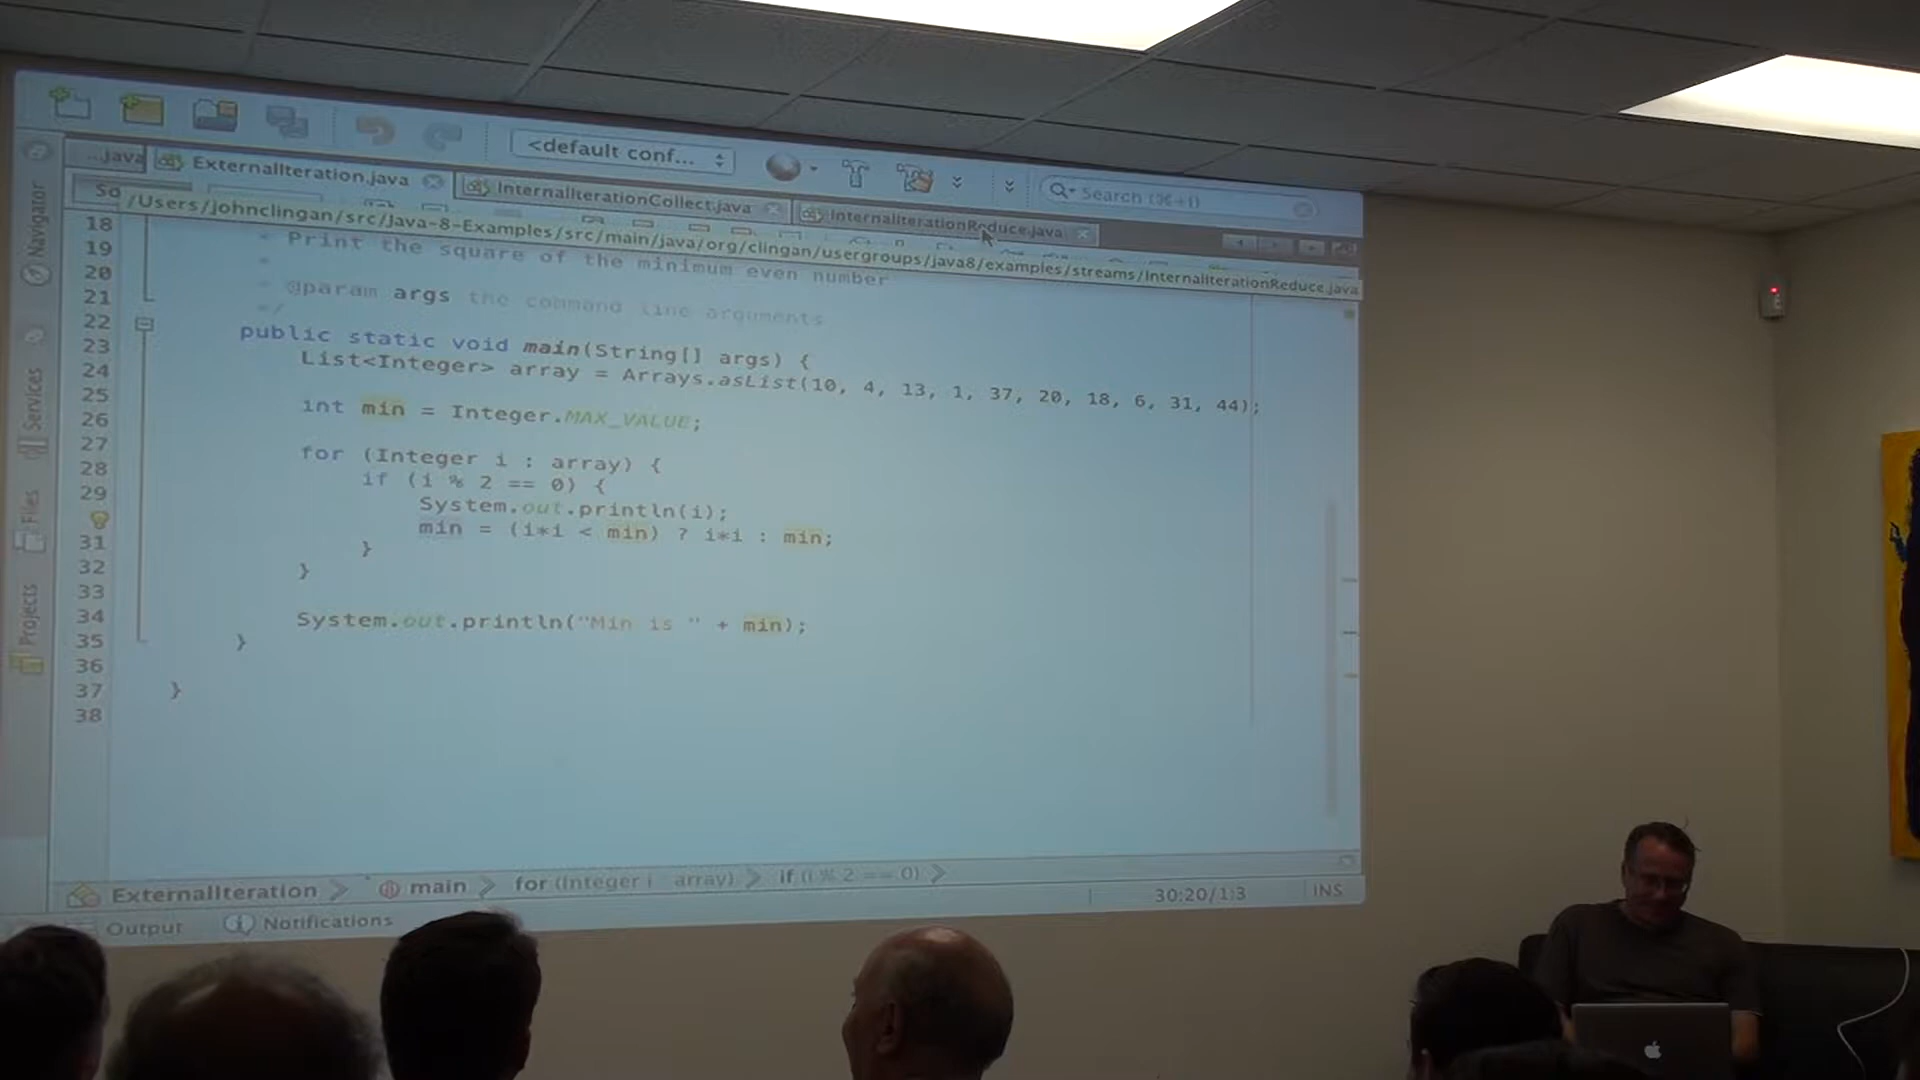 <default conf...
Search (⌘+I)
...java
ExternalIteration.java
InternalIterationCollect.java
InternalIterationReduce.java
So
/Users/johnclingan/src/Java-8-Examples/src/main/java/org/clingan/usergroups/java8/examples/streams/InternalIterationReduce.java
Navigator
Services
Files
Projects
18
19 * Print the square of the minimum even number
20 *
21 * @param args the command line arguments
22 */
23 public static void main(String[] args) {
24 List<Integer> array = Arrays.asList(10, 4, 13, 1, 37, 20, 18, 6, 31, 44);
25
26 int min = Integer.MAX_VALUE;
27
28 for (Integer i : array) {
29 if (i % 2 == 0) {
System.out.println(i);
31 min = (i*i < min) ? i*i : min;
32 }
33 }
34
35 System.out.println("Min is " + min);
36 }
37
38 }
ExternalIteration
main
for (Integer i : array)
if (i % 2 == 0)
30:20/1:3
INS
Output
Notifications